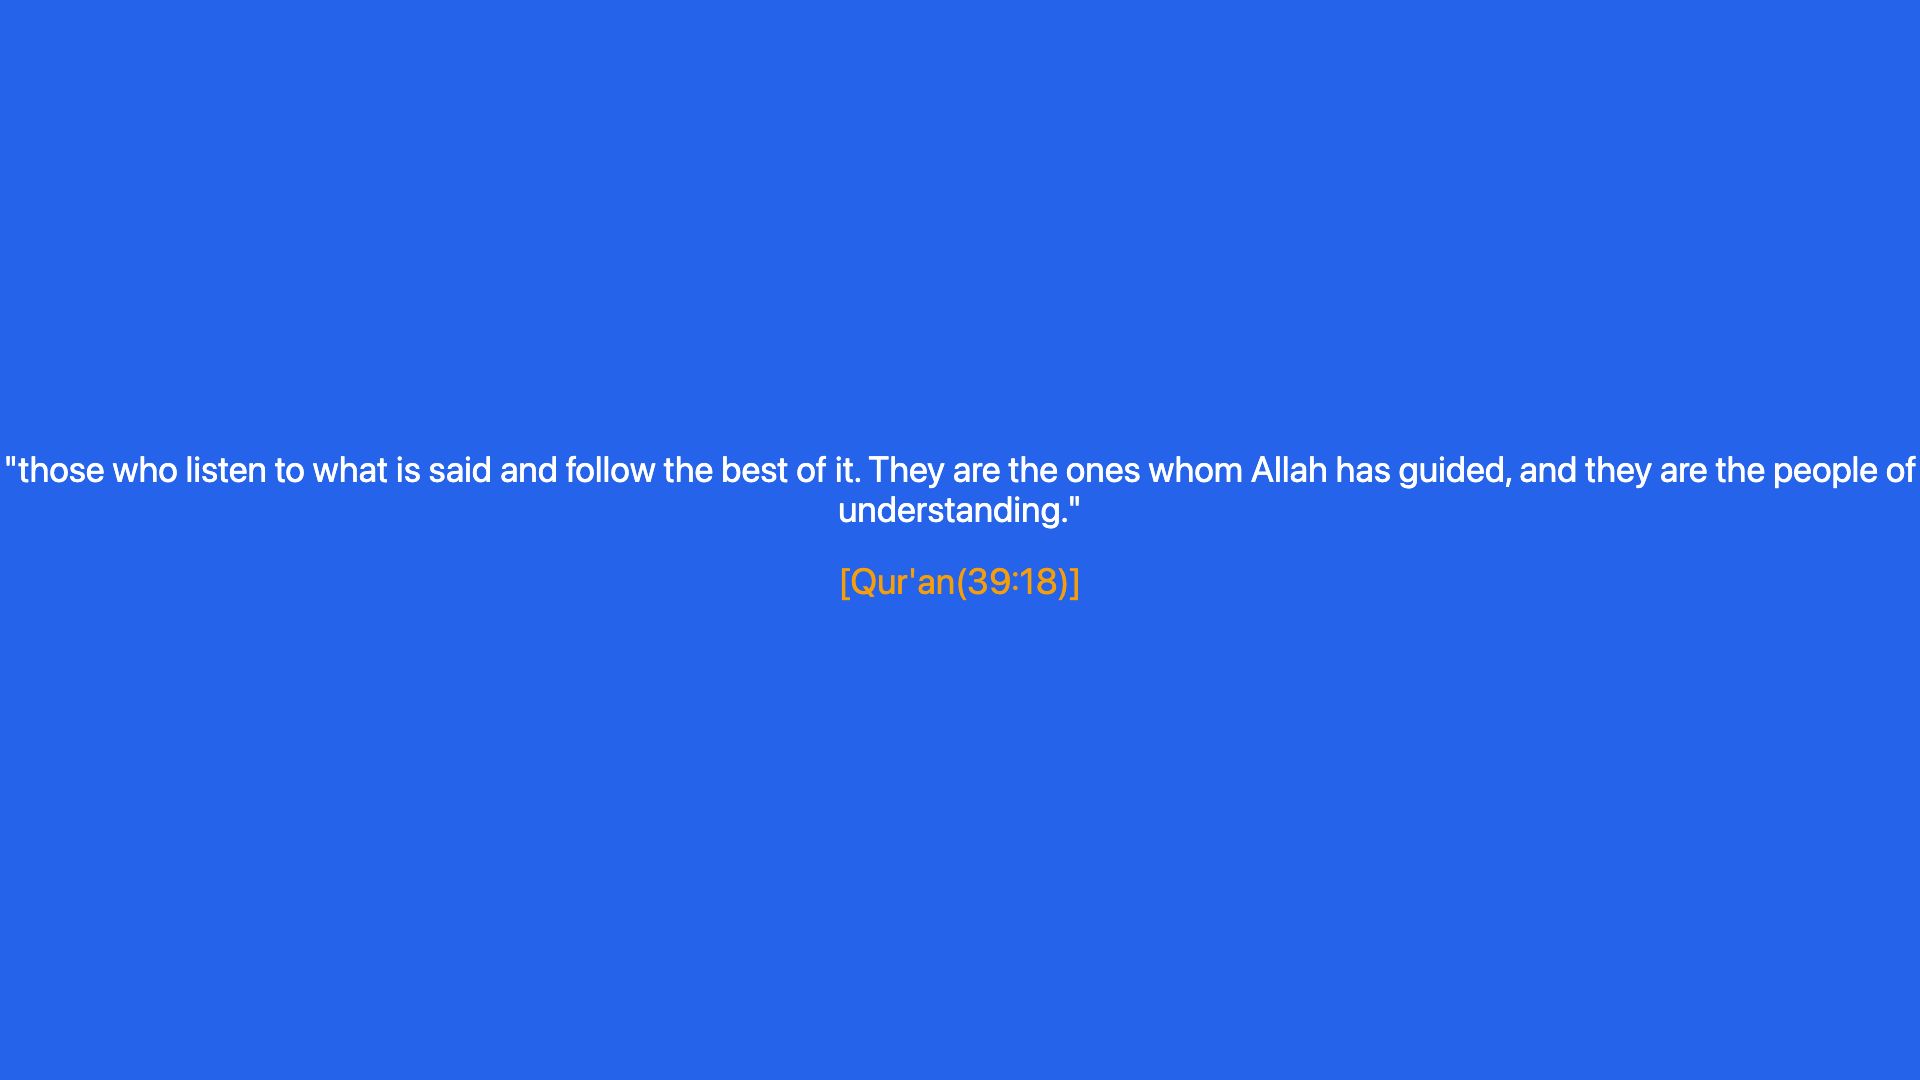 "those who listen to what is said and follow the best of it. They are the ones whom Allah has guided, and they are the people of
understanding."
[Qur'an(39:18)]